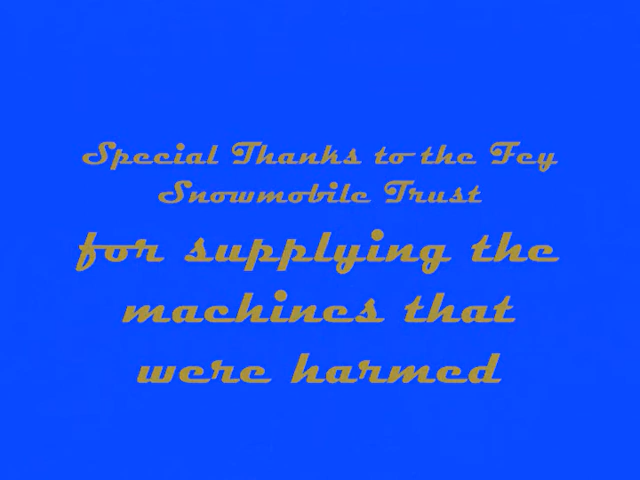 Special Thanks to the Fey
Snowmobile Trust
for supplying the
machines that
were harmed